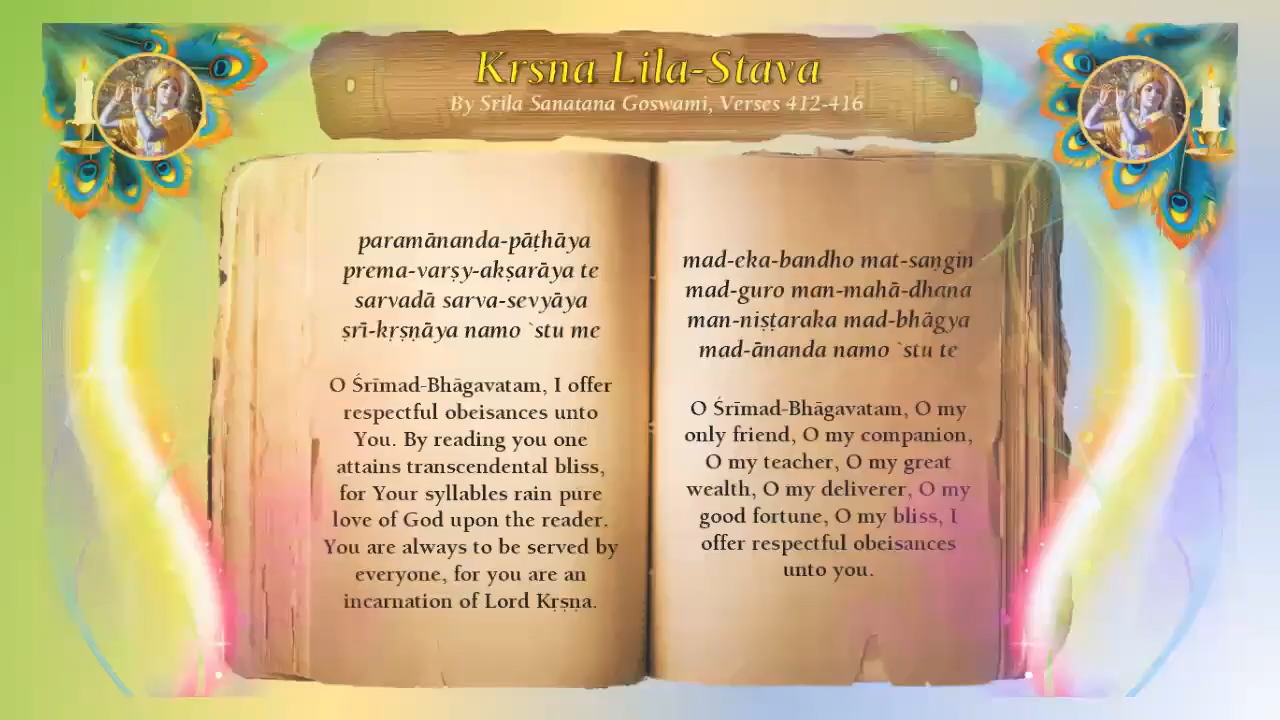 Krsna Lila-Stava
By Srila Sanatana Goswami, Verses 412-416
paramānanda-pāṭhāya
prema-varṣy-akṣarāya te
sarvadā sarva-sevyāya
ṣrī-kṛṣṇāya namo `stu me
O Śrīmad-Bhāgavatam, I offer
respectful obeisances unto
You. By reading you one
attains transcendental bliss,
for Your syllables rain pure
love of God upon the reader.
You are always to be served by
everyone, for you are an
incarnation of Lord Kṛṣṇa.
mad-eka-bandho mat-saṇgin
mad-guro man-mahā-dhana
man-niṣṭaraka mad-bhāgya
mad-ānanda namo `stu te
O Śrīmad-Bhāgavatam, O my
only friend, O my companion,
O my teacher, O my great
wealth, O my deliverer, O my
good fortune, O my bliss, I
offer respectful obeisances
unto you.